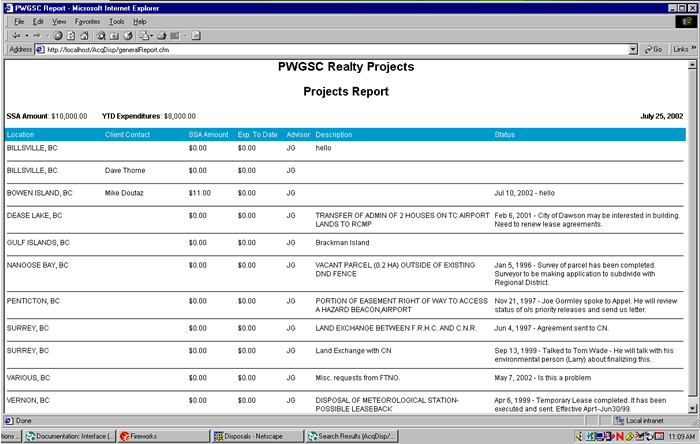 PWGSC Report - Microsoft Internet Explorer
File Edit View Favorites Tools Help
Address http://localhost/AcqDisp/generalReport.cfm Go Links »
PWGSC Realty Projects
Projects Report
SSA Amount: $10,000.00 YTD Expenditures: $8,000.00 July 25, 2002
Location Client Contact SSA Amount Exp. To Date Advisor Description Status
BILLSVILLE, BC $0.00 $0.00 JG hello
BILLSVILLE, BC Dave Thorne $0.00 $0.00 JG
BOWEN ISLAND, BC Mike Doutaz $11.00 $0.00 JG Jul 10, 2002 - hello
DEASE LAKE, BC $0.00 $0.00 JG TRANSFER OF ADMIN OF 2 HOUSES ON TC AIRPORT Feb 6, 2001 - City of Dawson may be interested in building.
LANDS TO RCMP Need to renew lease agreements.
GULF ISLANDS, BC $0.00 $0.00 JG Brackman Island
NANOOSE BAY, BC $0.00 $0.00 JG VACANT PARCEL (0.2 HA) OUTSIDE OF EXISTING Jan 5, 1996 - Survey of parcel has been completed.
DND FENCE Surveyor to be making application to subdivide with
Regional District.
PENTICTON, BC $0.00 $0.00 JG PORTION OF EASEMENT RIGHT OF WAY TO ACCESS Nov 21, 1997 - Joe Gormley spoke to Appel. He will review
A HAZARD BEACON,AIRPORT status of o/s priority releases and send us letter.
SURREY, BC $0.00 $0.00 JG LAND EXCHANGE BETWEEN F.R.H.C. AND C.N.R. Jun 4, 1997 - Agreement sent to CN.
SURREY, BC $0.00 $0.00 JG Land Exchange with CN Sep 13, 1999 - Talked to Tom Wade - He will talk with his
environmental person (Larry) about finalizing this.
VARIOUS, BC $0.00 $0.00 JG Misc. requests from FTNO. May 7, 2002 - Is this a problem
VERNON, BC $0.00 $0.00 JG DISPOSAL OF METEOROLOGICAL STATION- Apr 6, 1999 - Temporary Lease completed. It has been
POSSIBLE LEASEBACK executed and sent. Effective Apr1-Jun30/99.
Done Local intranet
tions ... Documentation: Interface (... Fireworks Disposals - Netscape Search Results (AcqDisp/... 11:09 AM